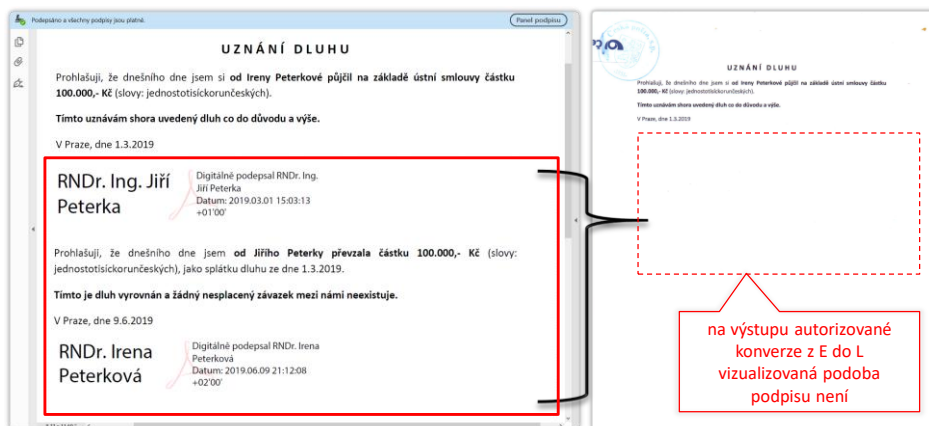 Podepsáno a všechny podpisy jsou platné.
Panel podpisu
UZNÁNÍ DLUHU
Prohlašuji, že dnešního dne jsem si od Ireny Peterkové půjčil na základě ústní smlouvy částku
100.000,- Kč (slovy: jednostotisíckorunčeských).
Tímto uznávám shora uvedený dluh co do důvodu a výše.
V Praze, dne 1.3.2019
RNDr. Ing. Jiří
Peterka
Digitálně podepsal RNDr. Ing.
Jiří Peterka
Datum: 2019.03.01 15:03:13
+01'00'
Prohlašuji, že dnešního dne jsem od Jiřího Peterky převzala částku 100.000,- Kč (slovy:
jednostotisíckorunčeských), jako splátku dluhu ze dne 1.3.2019.
Tímto je dluh vyrovnán a žádný nesplacený závazek mezi námi neexistuje.
V Praze, dne 9.6.2019
RNDr. Irena
Peterková
Digitálně podepsal RNDr. Irena
Peterková
Datum: 2019.06.09 21:12:08
+02'00'
UZNÁNÍ DLUHU
Prohlašuji, že dnešního dne jsem si od Ireny Peterkové půjčil na základě ústní smlouvy částku
100.000,- Kč (slovy: jednostotisíckorunčeských).
Tímto uznávám shora uvedený dluh co do důvodu a výše.
V Praze, dne 1.3.2019
na výstupu autorizované
konverze z E do L
vizualizovaná podoba
podpisu není